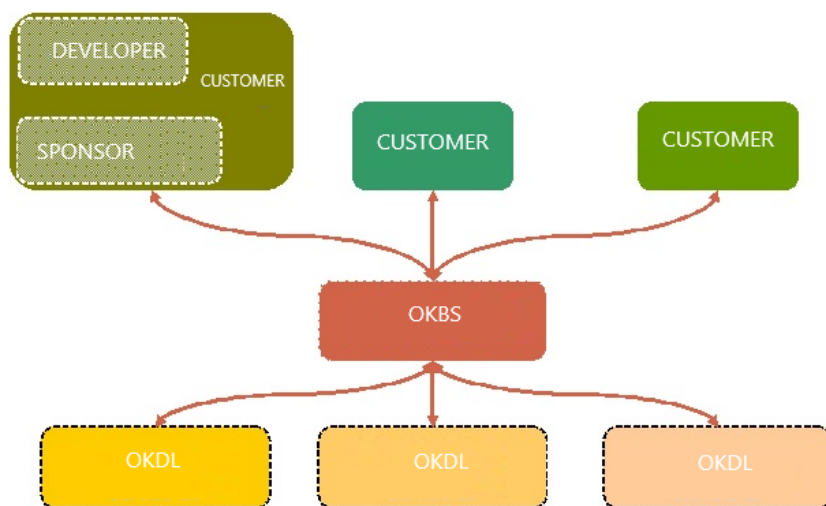 DEVELOPER
CUSTOMER
SPONSOR
CUSTOMER
CUSTOMER
OKBS
OKDL
OKDL
OKDL